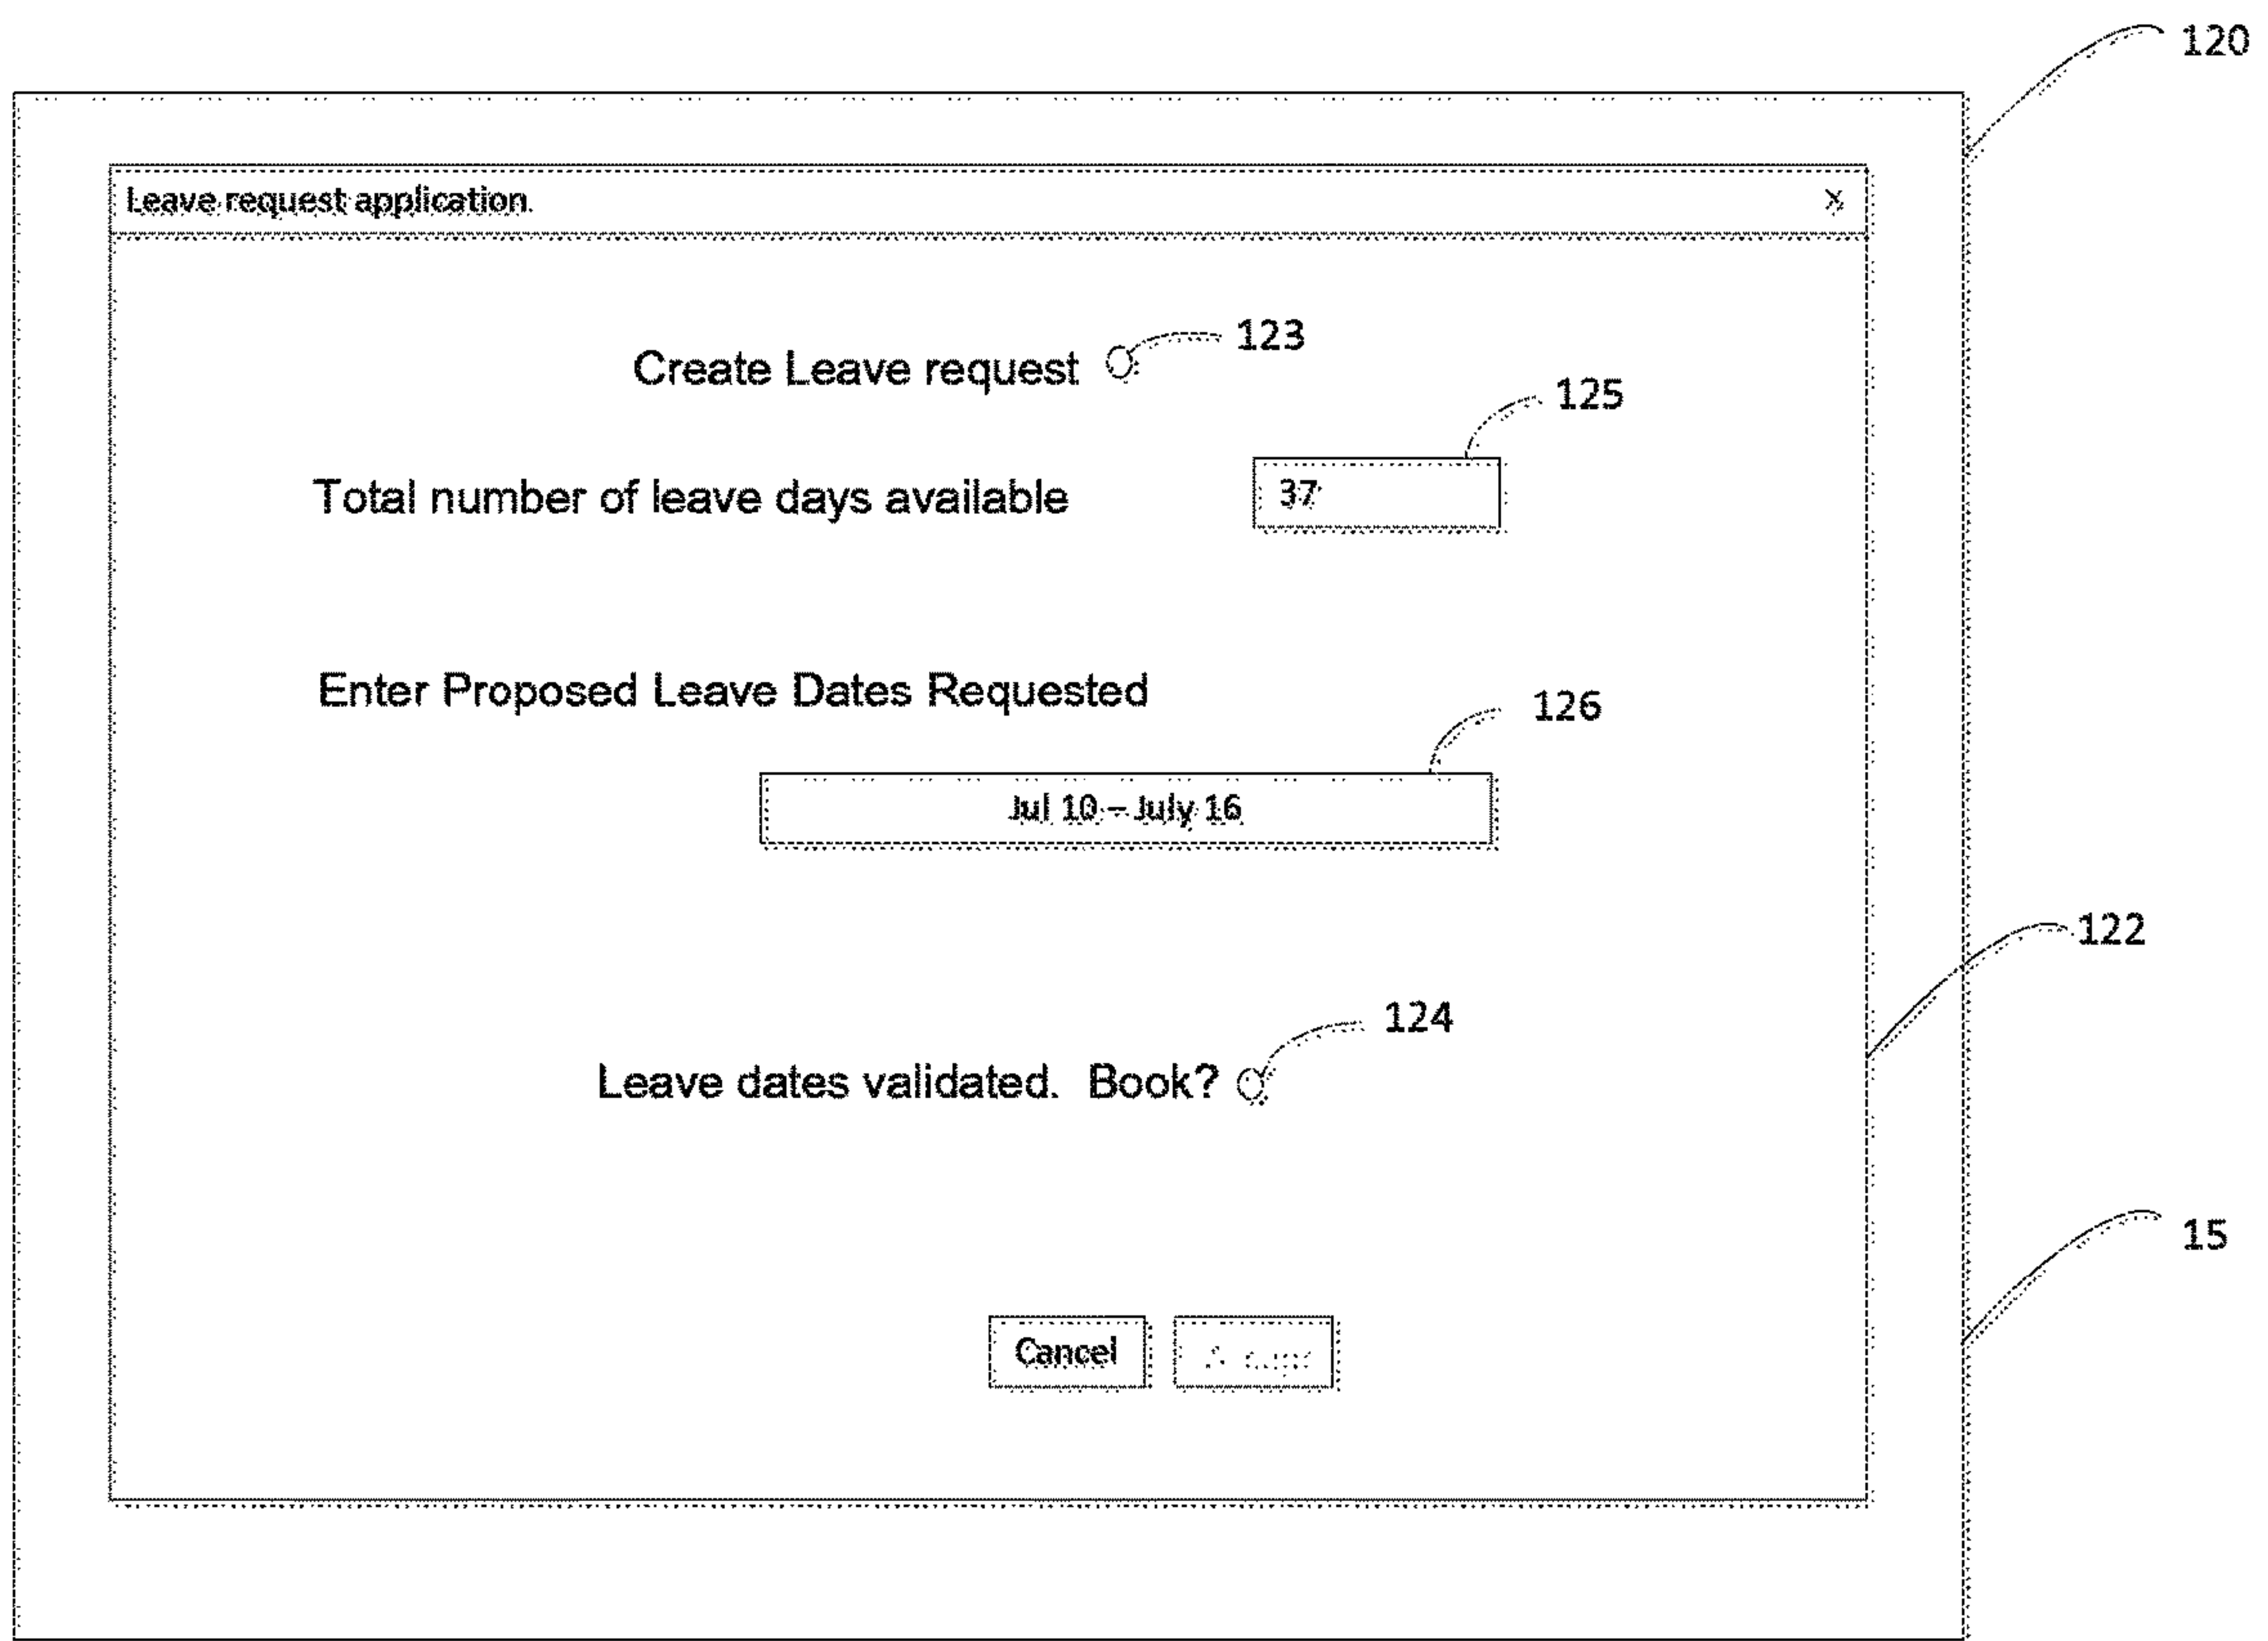 120
Leave request application
X
Create Leave request
123
125
Total number of leave days available
37
Enter Proposed Leave Dates Requested
126
Jul 10 – July 16
122
124
Leave dates validated.  Book?
15
Cancel